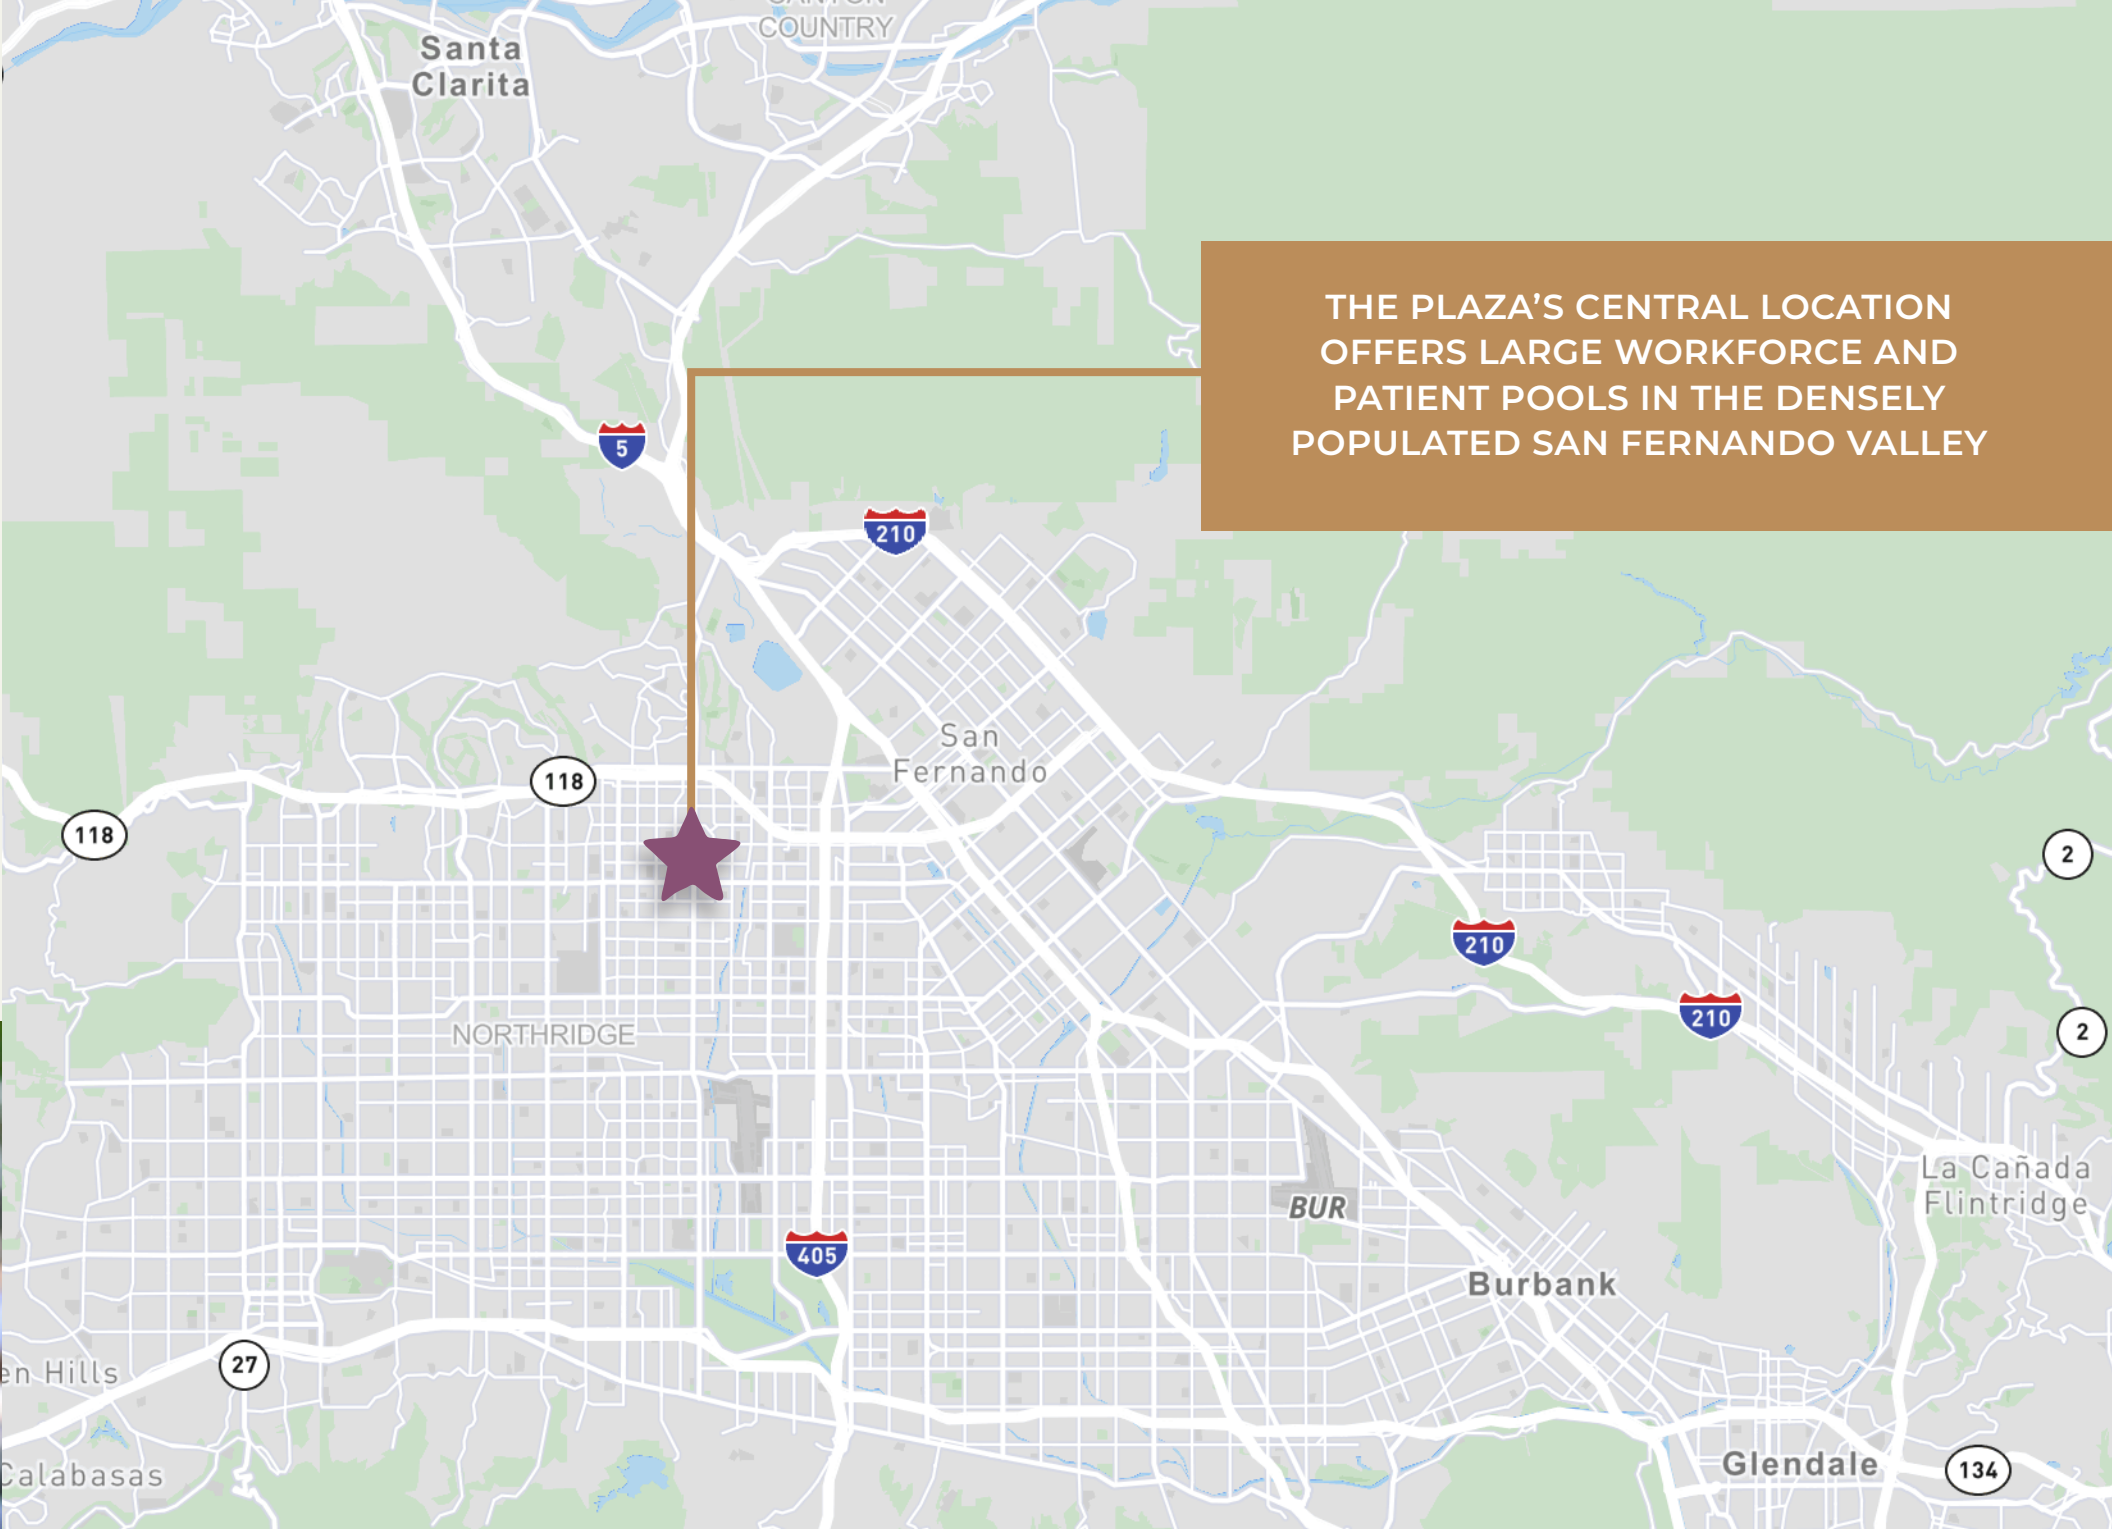 CANYON
COUNTRY
Santa
Clarita
THE PLAZA’S CENTRAL LOCATION
OFFERS LARGE WORKFORCE AND
PATIENT POOLS IN THE DENSELY
POPULATED SAN FERNANDO VALLEY
5
210
San
Fernando
118
118
2
210
210
2
NORTHRIDGE
La Cañada
Flintridge
BUR
405
Burbank
27
en Hills
Calabasas
Glendale
134